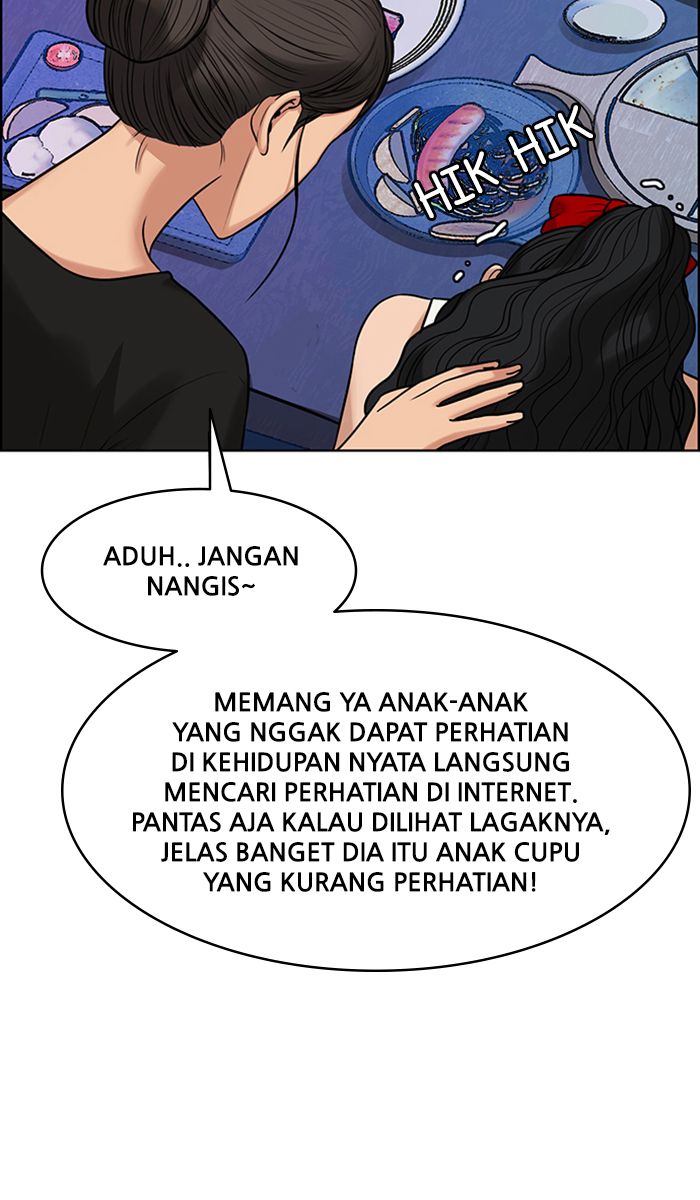 HIK HIK
ADUH.. JANGAN
NANGIS~
MEMANG YA ANAK-ANAK
YANG NGGAK DAPAT PERHATIAN
DI KEHIDUPAN NYATA LANGSUNG
MENCARI PERHATIAN DI INTERNET.
PANTAS AJA KALAU DILIHAT LAGAKNYA,
JELAS BANGET DIA ITU ANAK CUPU
YANG KURANG PERHATIAN!